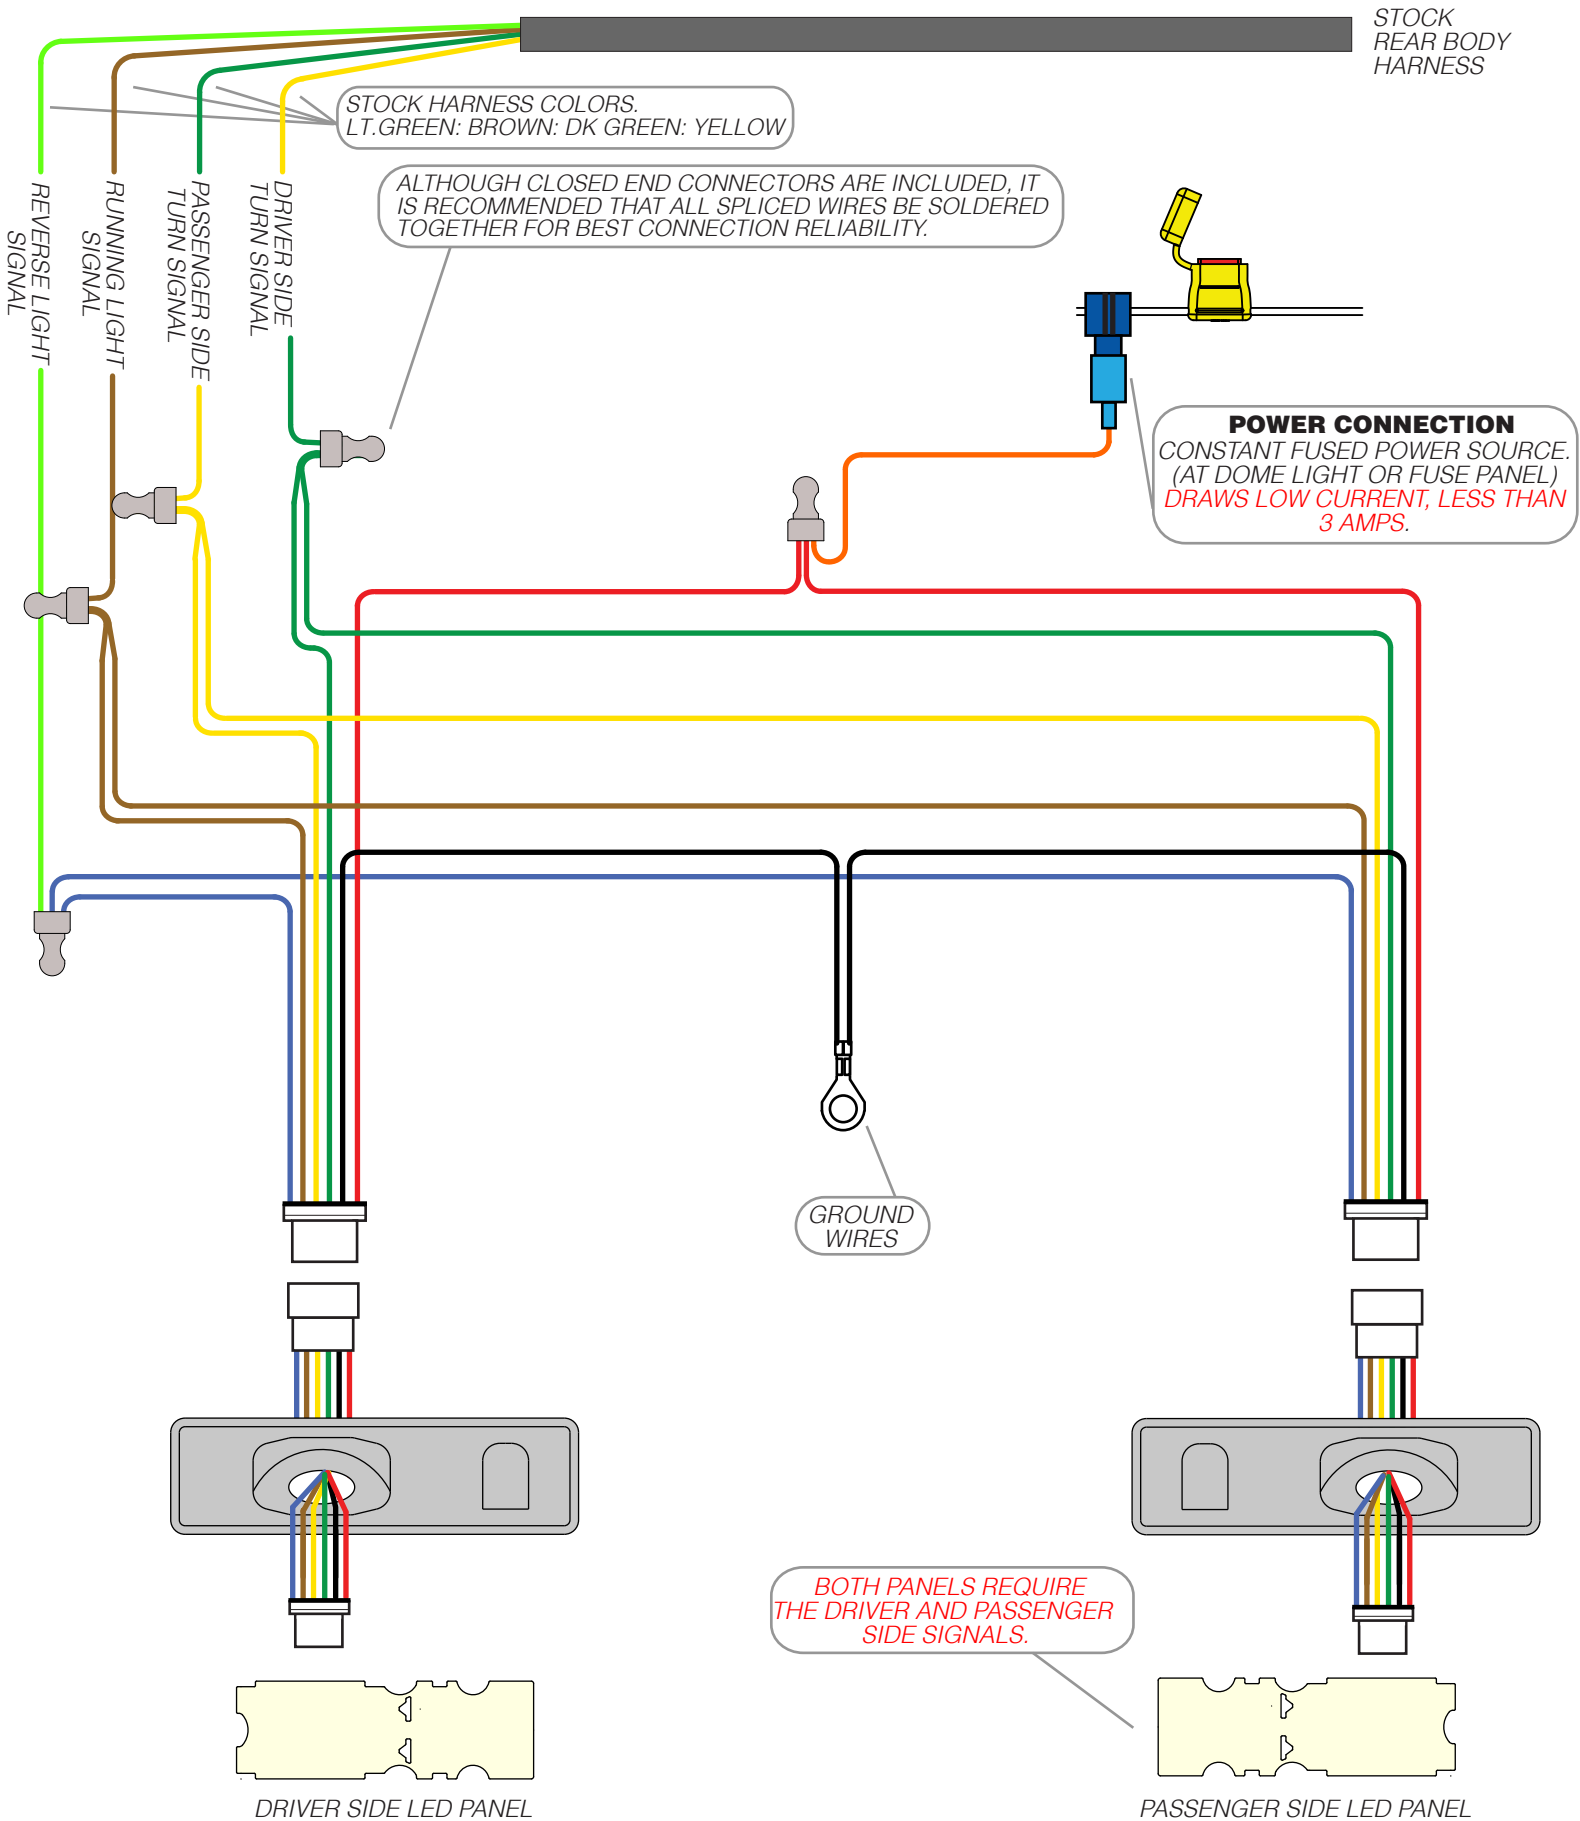 STOCK
REAR BODY
HARNESS
STOCK HARNESS COLORS.
LT.GREEN: BROWN: DK GREEN: YELLOW
ALTHOUGH CLOSED END CONNECTORS ARE INCLUDED, IT
IS RECOMMENDED THAT ALL SPLICED WIRES BE SOLDERED
TOGETHER FOR BEST CONNECTION RELIABILITY.
REVERSE LIGHT
SIGNAL
RUNNING LIGHT
SIGNAL
PASSENGER SIDE
TURN SIGNAL
DRIVER SIDE
TURN SIGNAL
POWER CONNECTION
CONSTANT FUSED POWER SOURCE.
(AT DOME LIGHT OR FUSE PANEL)
DRAWS LOW CURRENT, LESS THAN
3 AMPS.
GROUND
WIRES
BOTH PANELS REQUIRE
THE DRIVER AND PASSENGER
SIDE SIGNALS.
DRIVER SIDE LED PANEL
PASSENGER SIDE LED PANEL